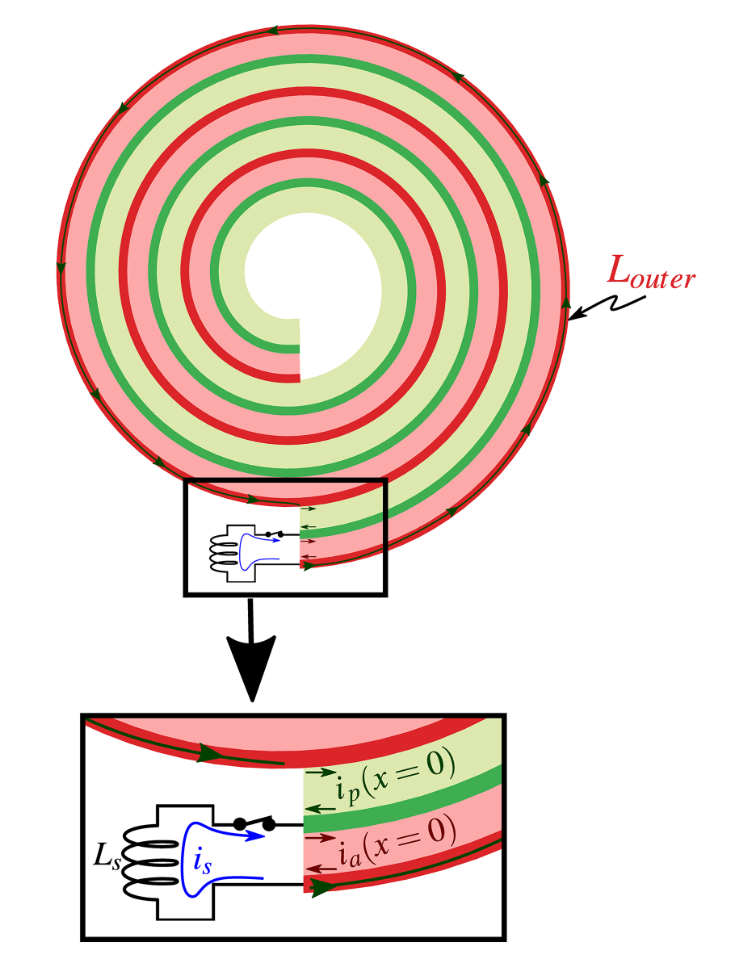 L_outer
i_p(x = 0)
i_a(x = 0)
L_s
i_s